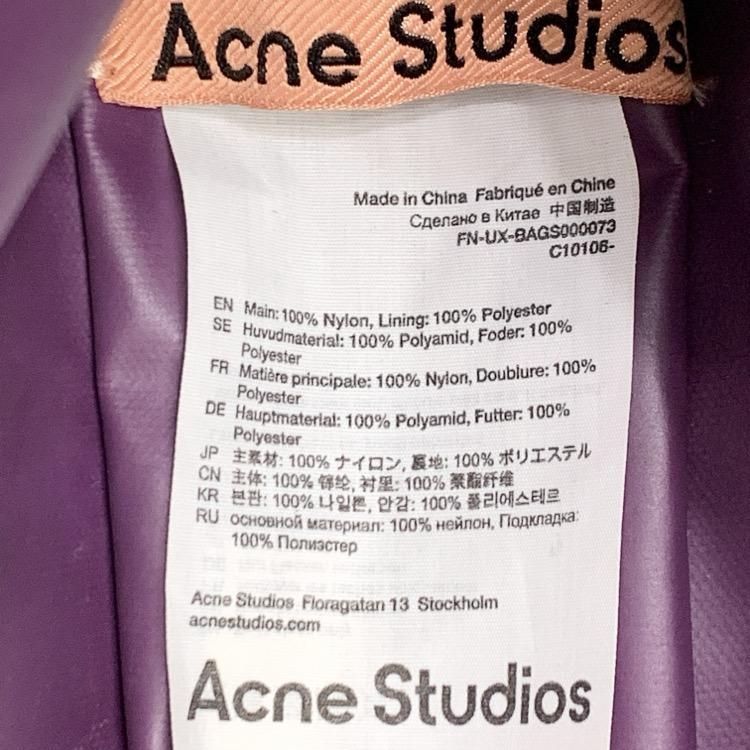 Acne Studios
Made in China Fabriqué en Chine
Сделано в Китае 中国制造
FN-UX-BAGS000073
C10106-
EN Main: 100% Nylon, Lining: 100% Polyester
SE Huvudmaterial: 100% Polyamid, Foder: 100%
Polyester
FR Matière principale: 100% Nylon, Doublure: 100%
Polyester
DE Hauptmaterial: 100% Polyamid, Futter: 100%
Polyester
JP 主素材: 100% ナイロン, 裏地: 100% ポリエステル
CN 主体: 100% 锦纶, 衬里: 100% 聚酯纤维
KR 본판: 100% 나일론, 안감: 100% 폴리에스테르
RU основной материал: 100% нейлон, Подкладка:
100% Полиэстер
Acne Studios Floragatan 13 Stockholm
acnestudios.com
Acne Studios